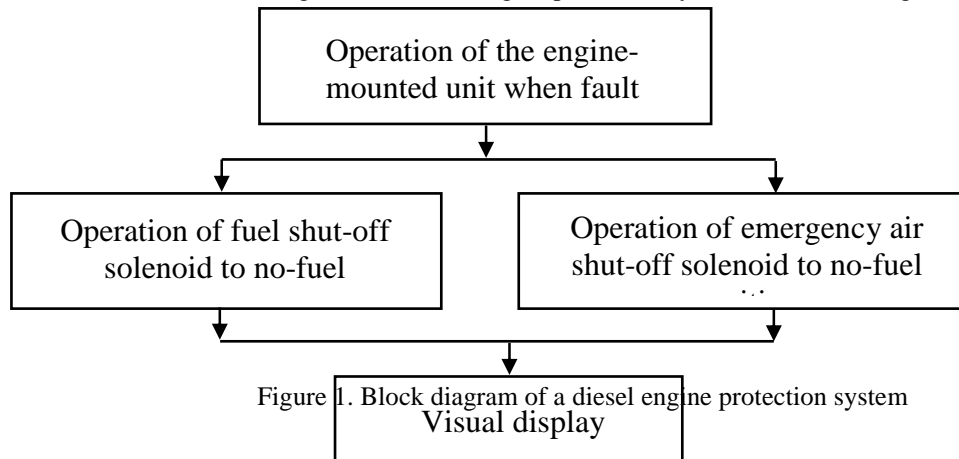 Operation of the engine-
mounted unit when fault
Operation of fuel shut-off
solenoid to no-fuel
Operation of emergency air
shut-off solenoid to no-fuel
Figure 1. Block diagram of a diesel engine protection system
Visual display